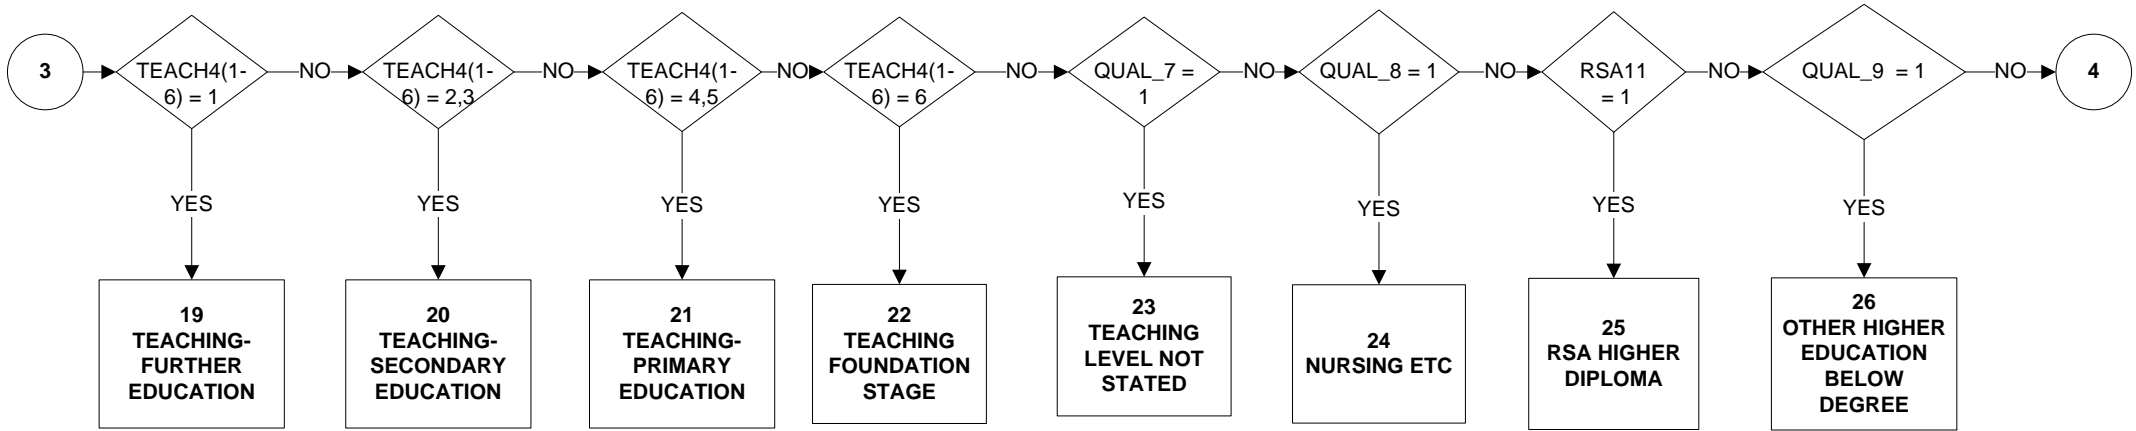 3
TEACH4(1-
6) = 1
NO
TEACH4(1-
6) = 2,3
NO
TEACH4(1-
6) = 4,5
NO
TEACH4(1-
6) = 6
NO
QUAL_7 =
1
NO
QUAL_8 = 1
NO
RSA11
= 1
NO
QUAL_9 = 1
NO
4
YES
YES
YES
YES
YES
YES
YES
YES
19
TEACHING-
FURTHER
EDUCATION
20
TEACHING-
SECONDARY
EDUCATION
21
TEACHING-
PRIMARY
EDUCATION
22
TEACHING
FOUNDATION
STAGE
23
TEACHING
LEVEL NOT
STATED
24
NURSING ETC
25
RSA HIGHER
DIPLOMA
26
OTHER HIGHER
EDUCATION
BELOW
DEGREE